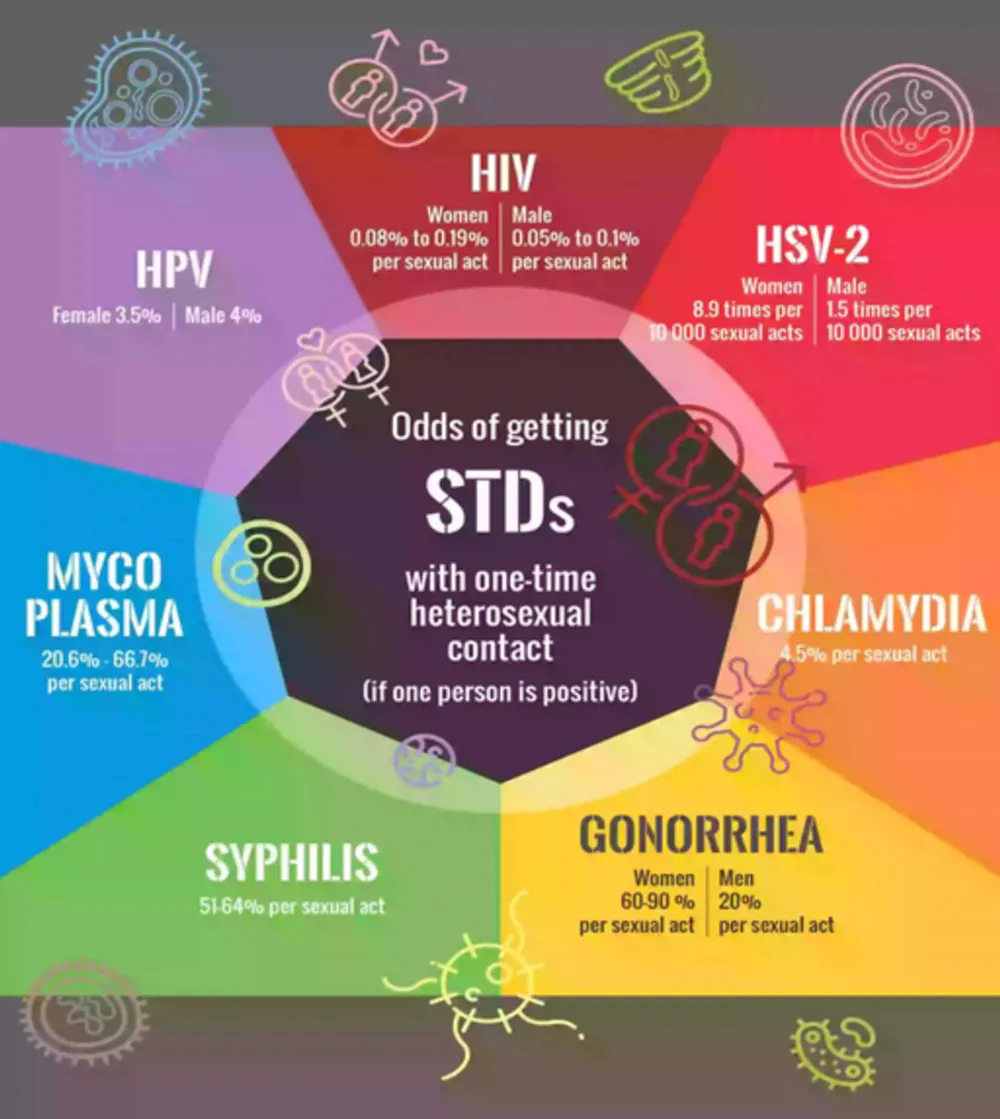 HIV
Women | Male
0.08% to 0.19% | 0.05% to 0.1%
per sexual act | per sexual act
HSV-2
Women | Male
8.9 times per | 1.5 times per
10 000 sexual acts | 10 000 sexual acts
HPV
Female 3.5% | Male 4%
Odds of getting
STDs
with one-time
heterosexual
contact
(if one person is positive)
MYCO
PLASMA
20.6% - 66.7%
per sexual act
CHLAMYDIA
4.5% per sexual act
SYPHILIS
51-64% per sexual act
GONORRHEA
Women | Men
60-90 % | 20%
per sexual act | per sexual act